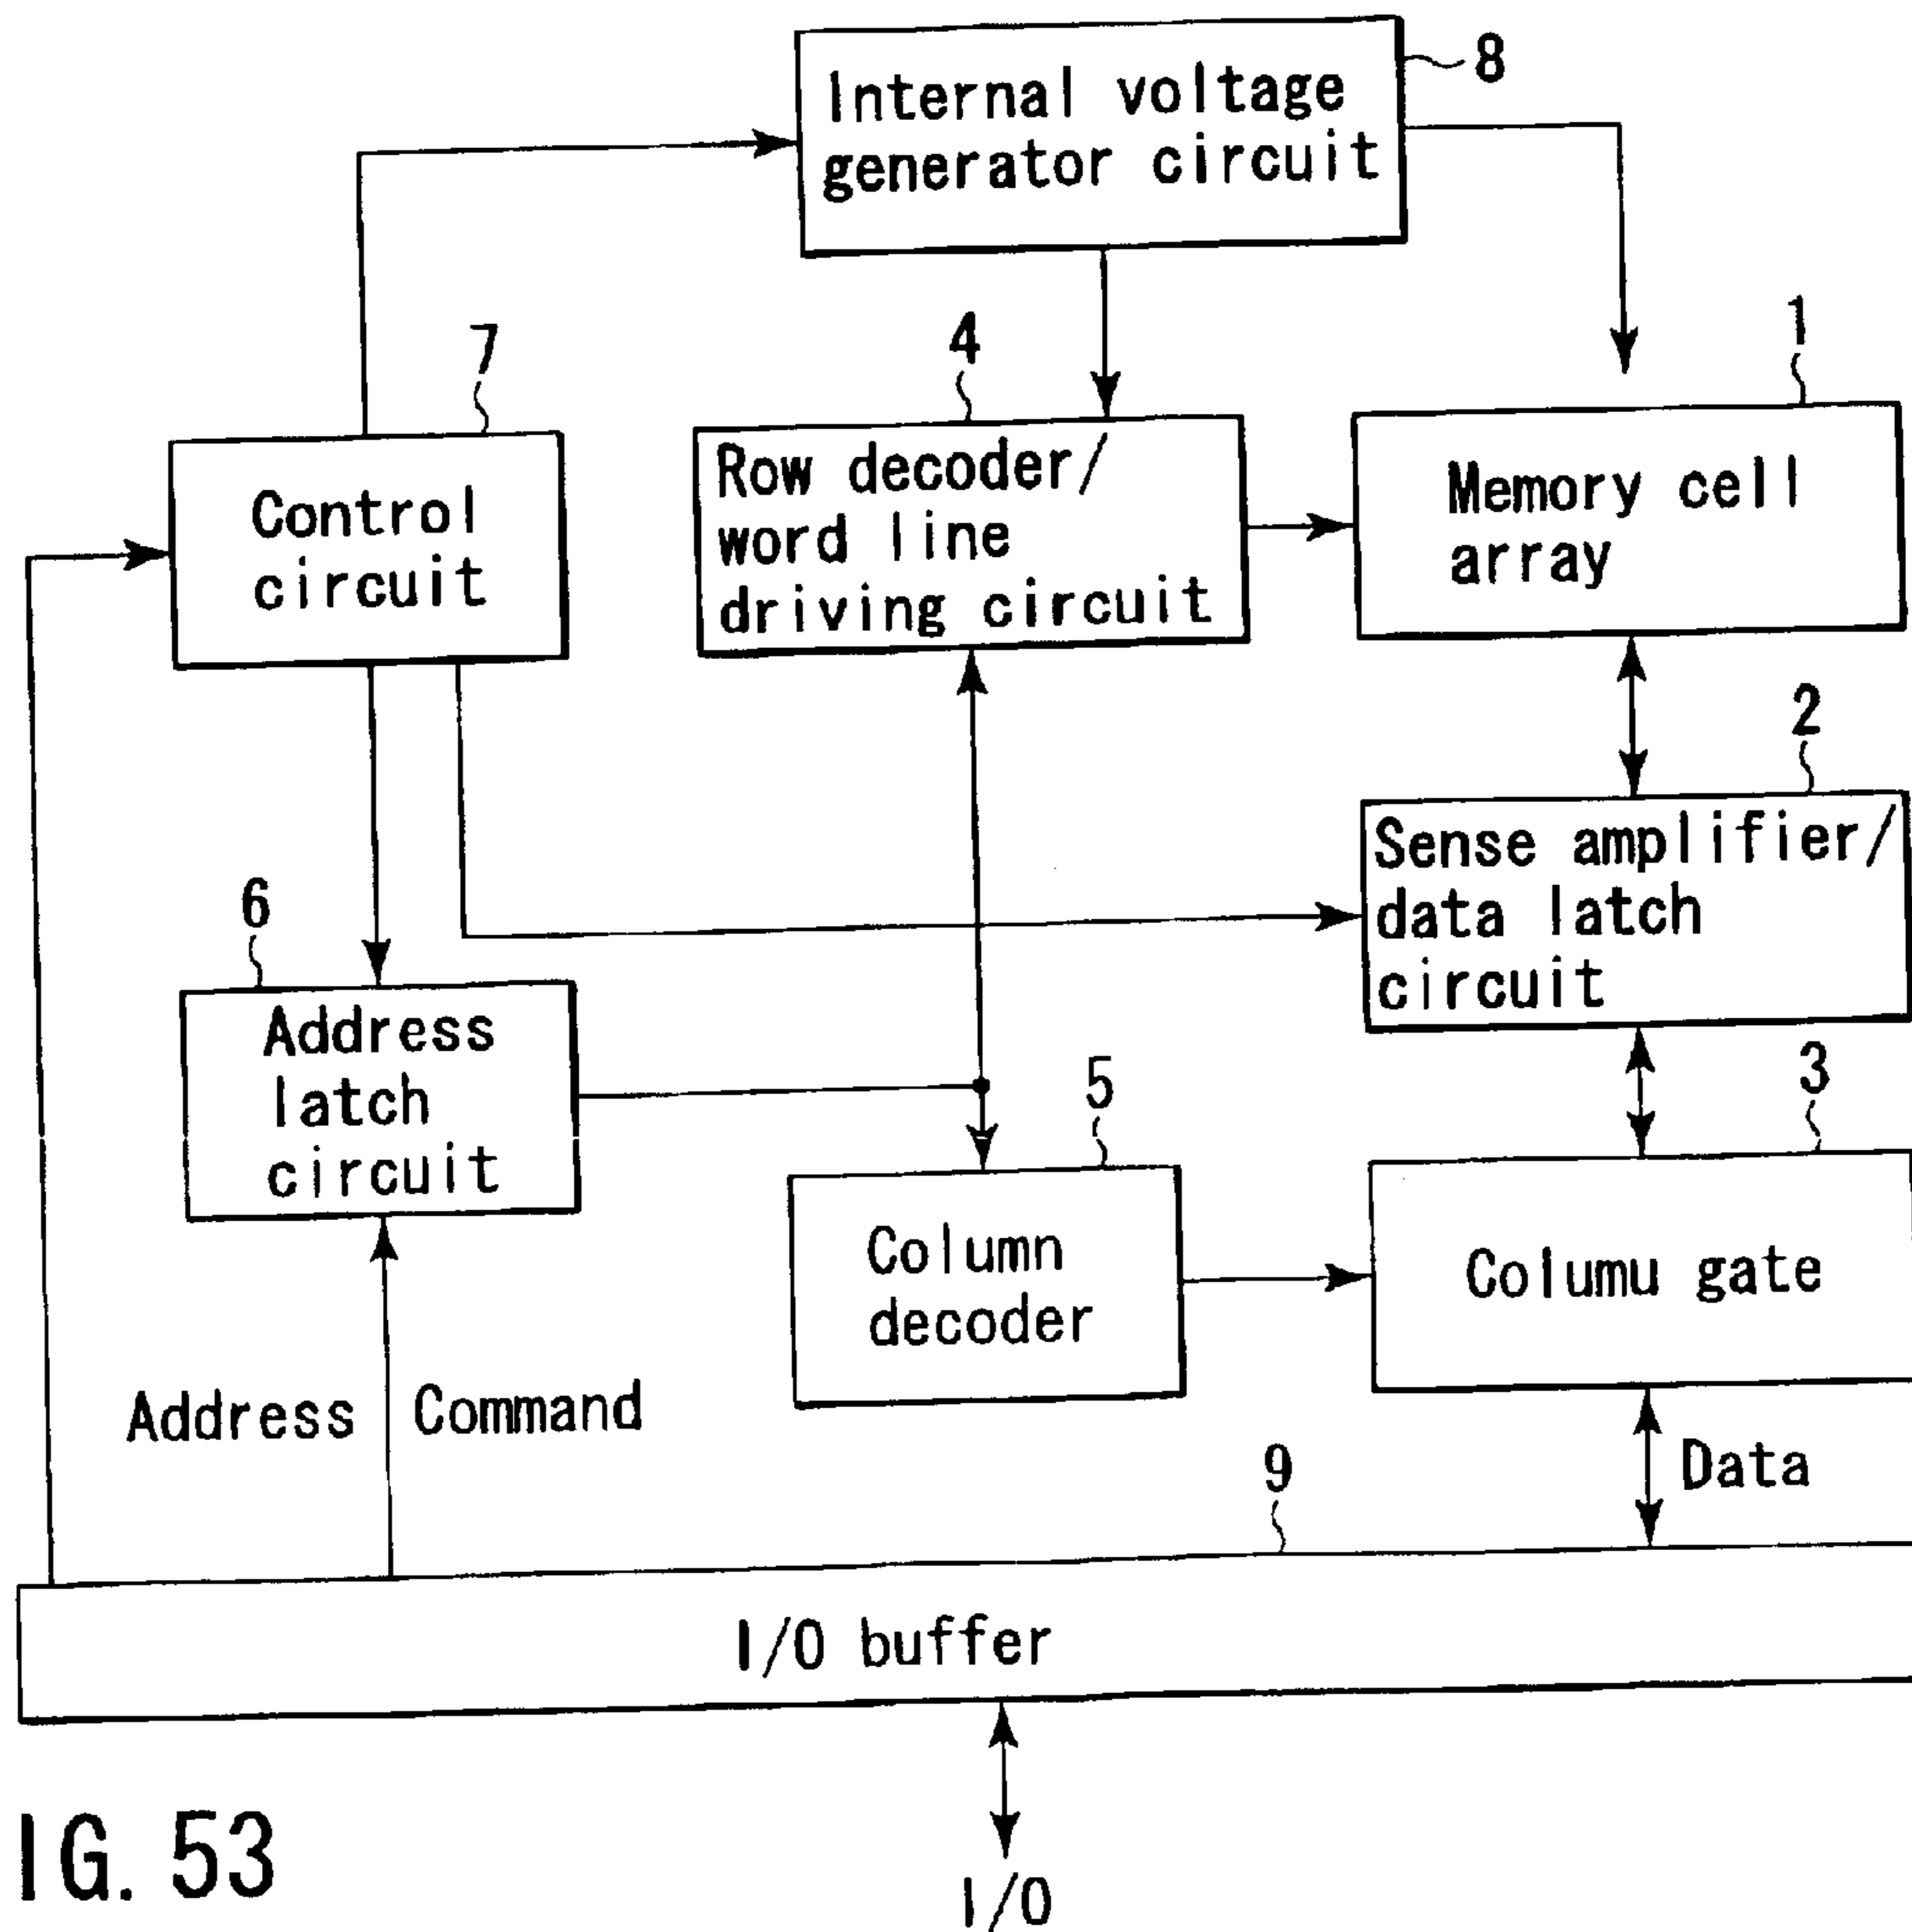 Internal voltage
generator circuit
8
7
4
1
Control
circuit
Row decoder/
word line
driving circuit
Memory cell
array
2
6
Sense amplifier/
data latch
circuit
Address
latch
circuit
5
3
Column
decoder
Columu gate
Address
Command
9
Data
I/O buffer
IG. 53
I/O